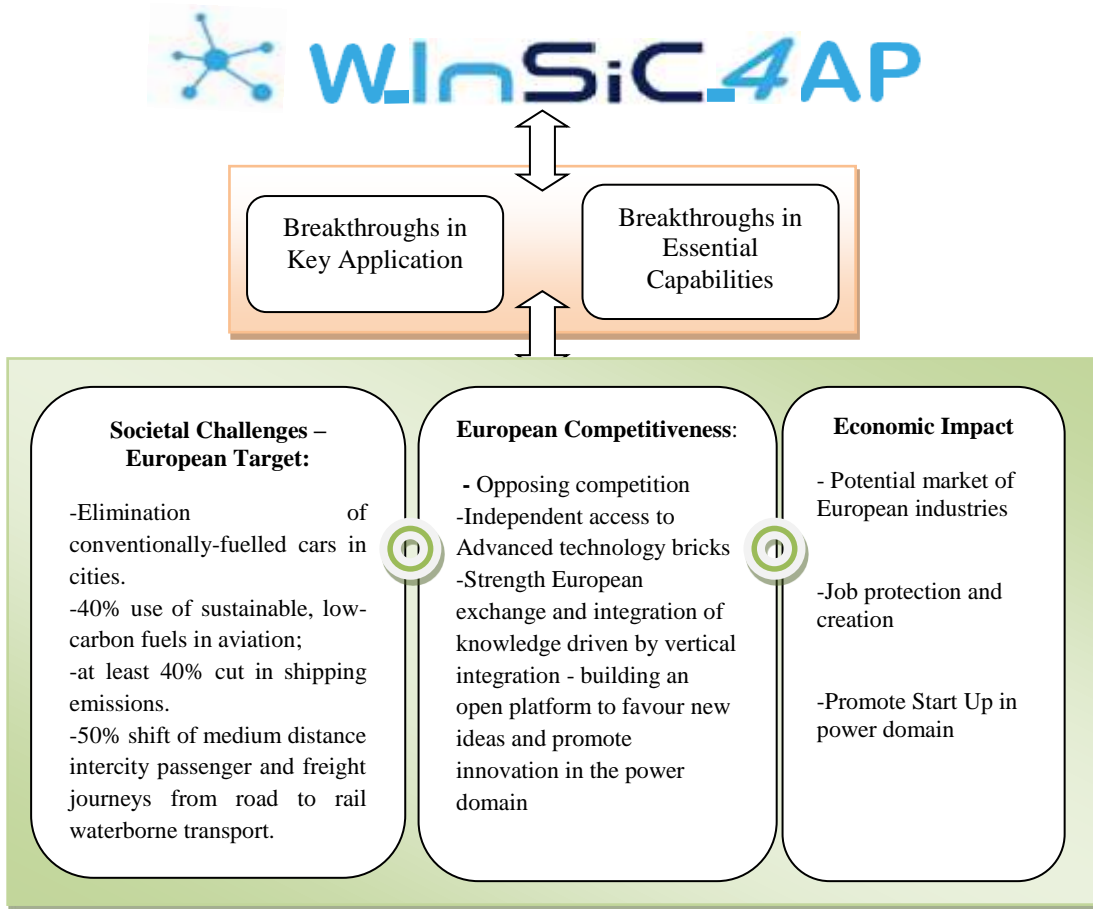 W_InSiC_4AP
Breakthroughs in
Key Application
Breakthroughs in
Essential
Capabilities
Societal Challenges –
European Target:
-Elimination of
conventionally-fuelled cars in
cities.
-40% use of sustainable, low-
carbon fuels in aviation;
-at least 40% cut in shipping
emissions.
-50% shift of medium distance
intercity passenger and freight
journeys from road to rail
waterborne transport.
European Competitiveness:
- Opposing competition
-Independent access to
Advanced technology bricks
-Strength European
exchange and integration of
knowledge driven by vertical
integration - building an
open platform to favour new
ideas and promote
innovation in the power
domain
Economic Impact
- Potential market of
European industries
-Job protection and
creation
-Promote Start Up in
power domain